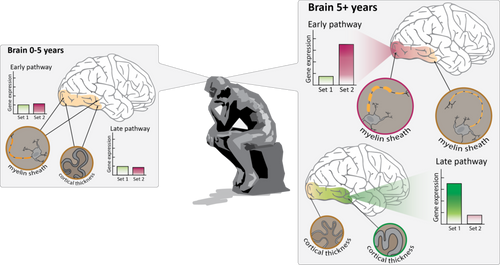 Brain 0-5 years
Early pathway
Gene expression
Set 1 Set 2
myelin sheath
cortical thickness
Late pathway
Gene expression
Set 1 Set 2
Brain 5+ years
Early pathway
Gene expression
Set 1 Set 2
myelin sheath
myelin sheath
Late pathway
Gene expression
Set 1 Set 2
cortical thickness
cortical thickness